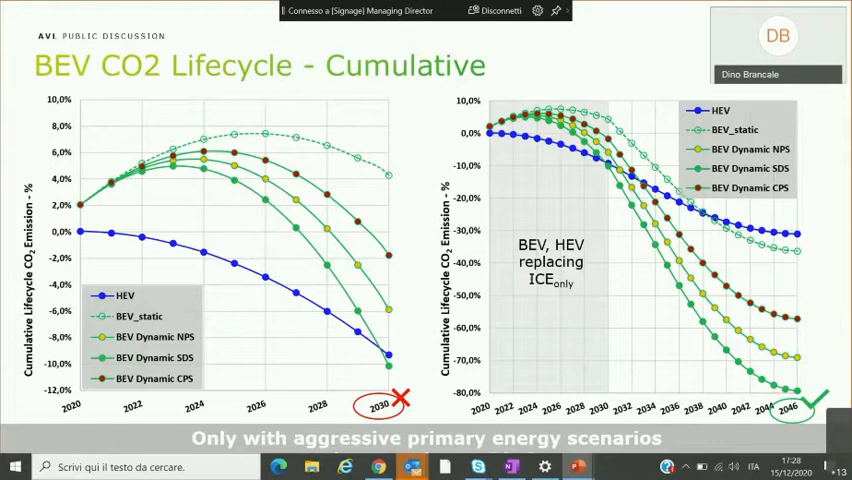 Connesso a [Signage] Managing Director
Disconnetti
AVL PUBLIC DISCUSSION
BEV CO2 Lifecycle - Cumulative
DB
Dino Brancale
10,0%
8,0%
6,0%
4,0%
2,0%
0,0%
-2,0%
-4,0%
-6,0%
-8,0%
-10,0%
-12,0%
Cumulative Lifecycle CO2 Emission - %
HEV
BEV_static
BEV Dynamic NPS
BEV Dynamic SDS
BEV Dynamic CPS
2020
2022
2024
2026
2028
2030
10,0%
0,0%
-10,0%
-20,0%
-30,0%
-40,0%
-50,0%
-60,0%
-70,0%
-80,0%
Cumulative Lifecycle CO2 Emission - %
HEV
BEV_static
BEV Dynamic NPS
BEV Dynamic SDS
BEV Dynamic CPS
BEV, HEV
replacing
ICEonly
2020
2022
2024
2026
2028
2030
2032
2034
2036
2038
2040
2042
2044
2046
Only with aggressive primary energy scenarios
Scrivi qui il testo da cercare.
ITA
17:28
15/12/2020
+13